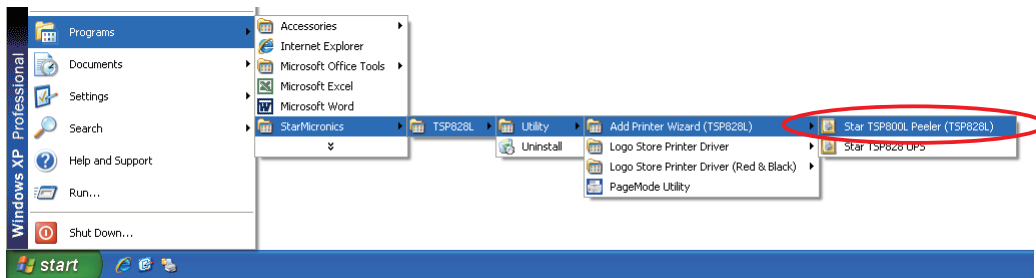 Windows XP Professional
Programs
Documents
Settings
Search
Help and Support
Run...
Shut Down...
start
Accessories
Internet Explorer
Microsoft Office Tools
Microsoft Excel
Microsoft Word
StarMicronics
TSP828L
Utility
Uninstall
Add Printer Wizard (TSP828L)
Logo Store Printer Driver
Logo Store Printer Driver (Red & Black)
PageMode Utility
Star TSP800L Peeler (TSP828L)
Star TSP828 UPS